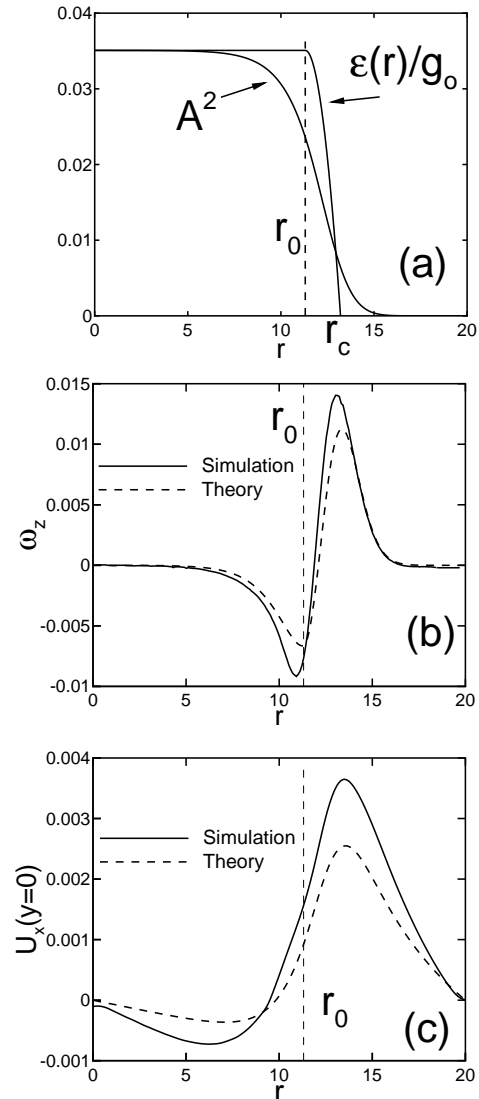 0.04
0.03
0.02
0.01
0
A²
ε(r)/g₀
r₀
(a)
0 5 10 15 20
r
r_c
0.015
0.01
0.005
0
-0.005
-0.01
ω_z
r₀
Simulation
Theory
(b)
0 5 10 15 20
r
0.004
0.003
0.002
0.001
0
-0.001
U_x(y=0)
Simulation
Theory
r₀
(c)
0 5 10 15 20
r